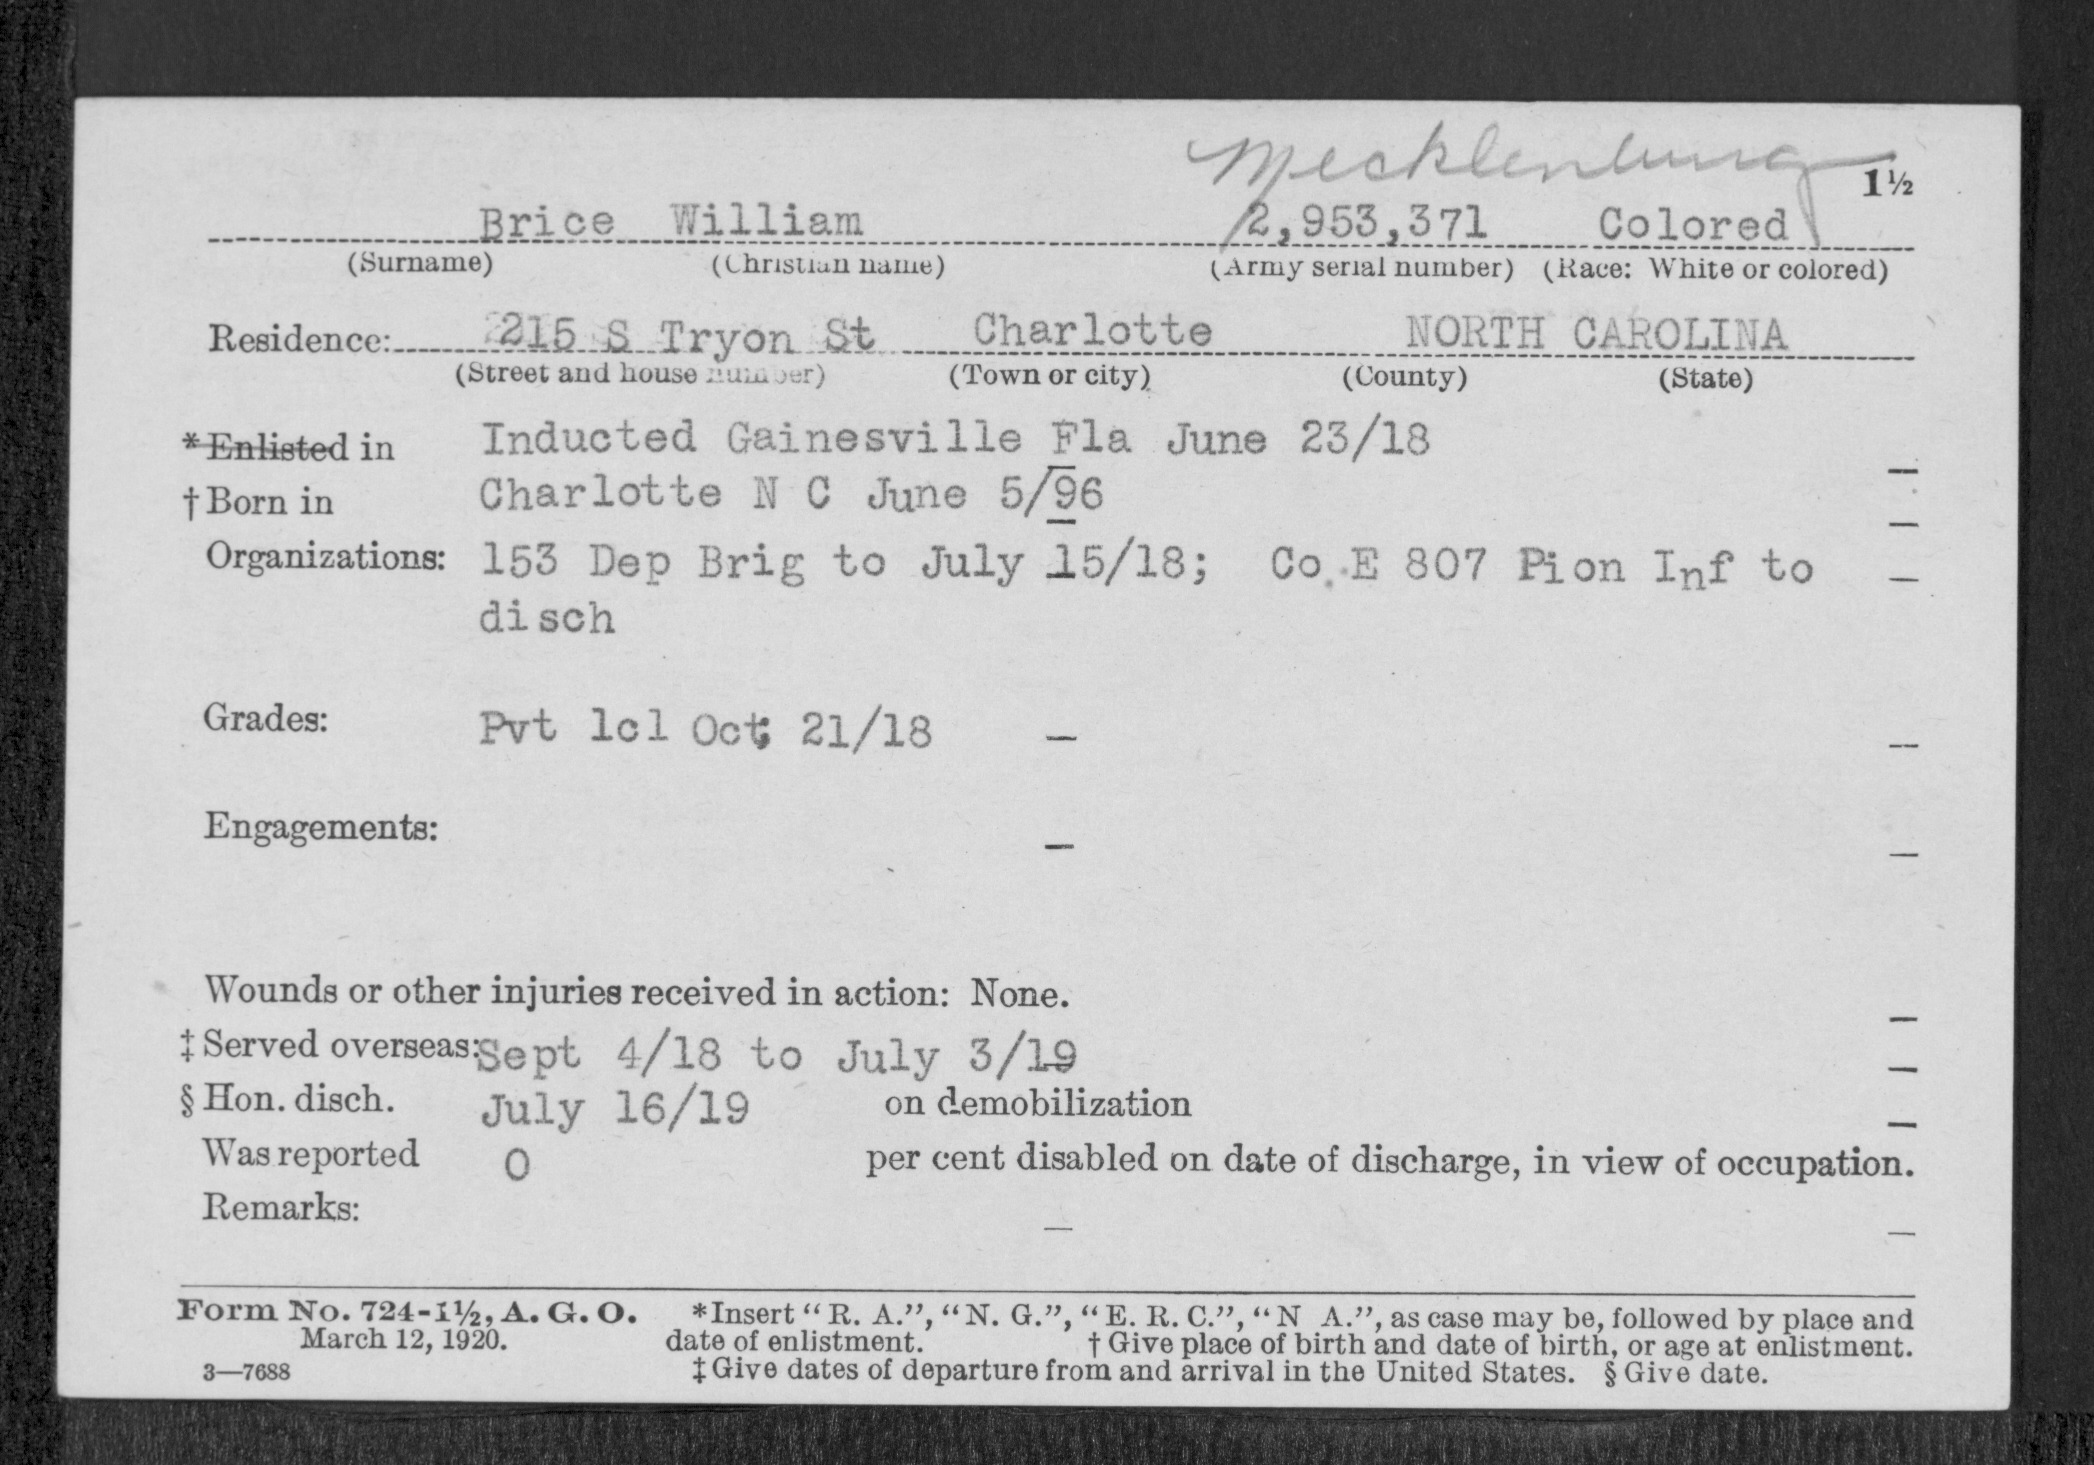 Mecklenburg
1½
Brice William 2,953,371 Colored
(Surname) (Christian name) (Army serial number) (Race: White or colored)
Residence: 215 S Tryon St Charlotte NORTH CAROLINA
(Street and house number) (Town or city) (County) (State)
*Enlisted in Inducted Gainesville Fla June 23/18
†Born in Charlotte N C June 5/96
Organizations: 153 Dep Brig to July 15/18; Co. E 807 Pion Inf to
disch
Grades: Pvt 1cl Oct 21/18
Engagements:
Wounds or other injuries received in action: None.
‡Served overseas: Sept 4/18 to July 3/19
§Hon. disch. July 16/19 on demobilization
Was reported 0 per cent disabled on date of discharge, in view of occupation.
Remarks:
Form No. 724-1½, A. G. O. *Insert “R. A.”, “N. G.”, “E. R. C.”, “N A.”, as case may be, followed by place and
March 12, 1920. date of enlistment. †Give place of birth and date of birth, or age at enlistment.
3—7688 ‡Give dates of departure from and arrival in the United States. §Give date.